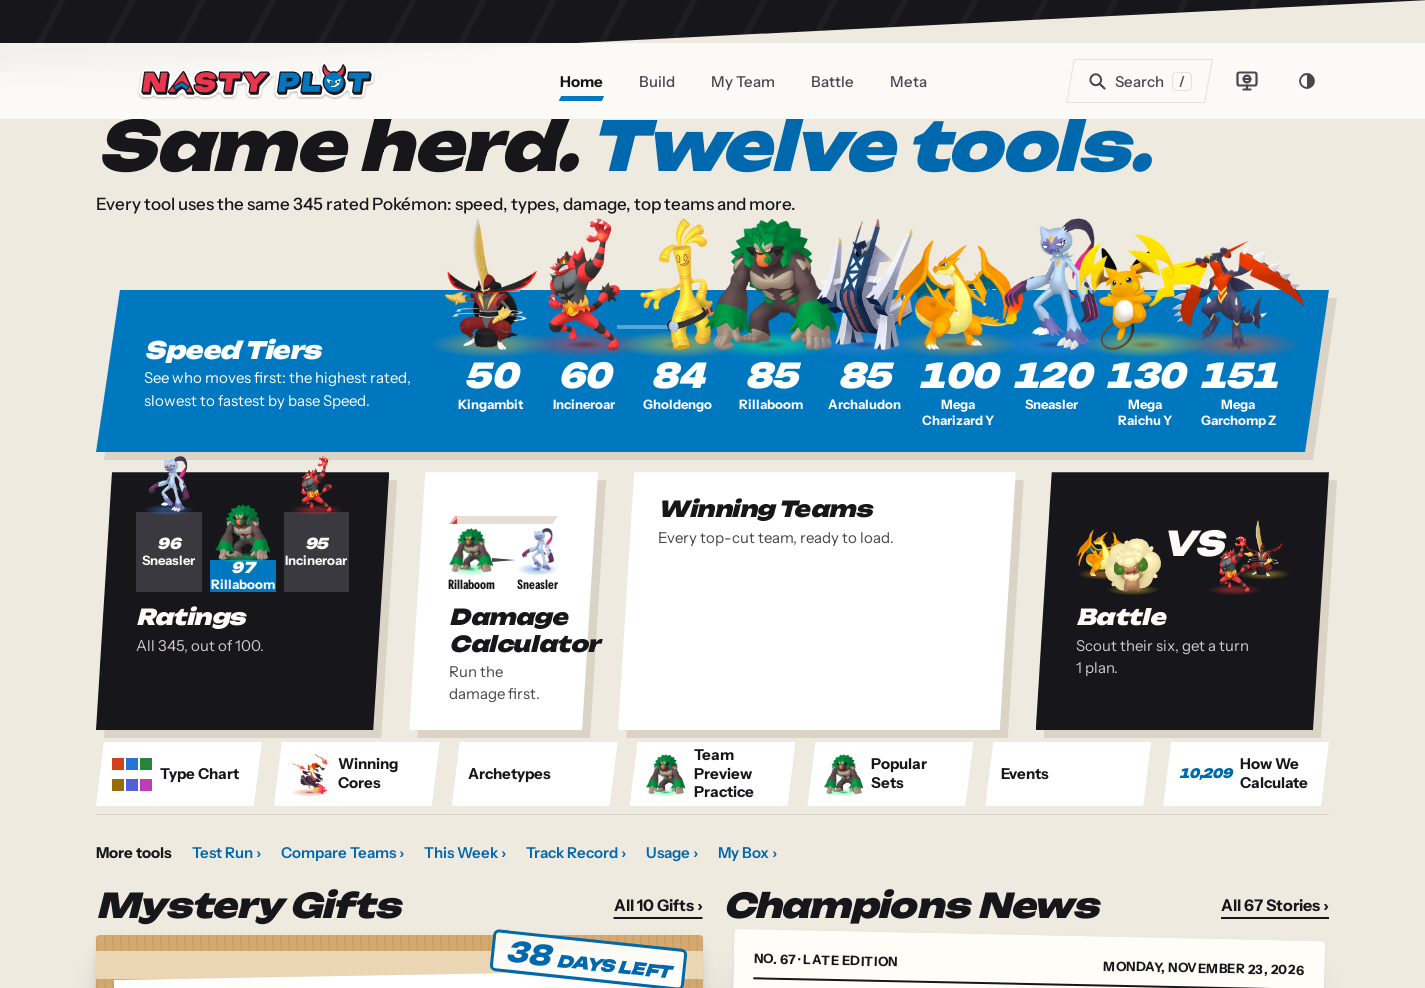 NASTY PLOT
Home
Build
My Team
Battle
Meta
Search /
Same herd. Twelve tools.
Every tool uses the same 345 rated Pokémon: speed, types, damage, top teams and more.
Speed Tiers
See who moves first: the highest rated,
slowest to fastest by base Speed.
50
Kingambit
60
Incineroar
84
Gholdengo
85
Rillaboom
85
Archaludon
100
Mega
Charizard Y
120
Sneasler
130
Mega
Raichu Y
151
Mega
Garchomp Z
96
Sneasler
97
Rillaboom
95
Incineroar
Ratings
All 345, out of 100.
Rillaboom
Sneasler
Damage
Calculator
Run the
damage first.
Winning Teams
Every top-cut team, ready to load.
VS
Battle
Scout their six, get a turn
1 plan.
Type Chart
Winning
Cores
Archetypes
Team
Preview
Practice
Popular
Sets
Events
10,209
How We
Calculate
More tools
Test Run ›
Compare Teams ›
This Week ›
Track Record ›
Usage ›
My Box ›
Mystery Gifts
All 10 Gifts ›
38 DAYS LEFT
Champions News
All 67 Stories ›
NO. 67 · LATE EDITION
MONDAY, NOVEMBER 23, 2026